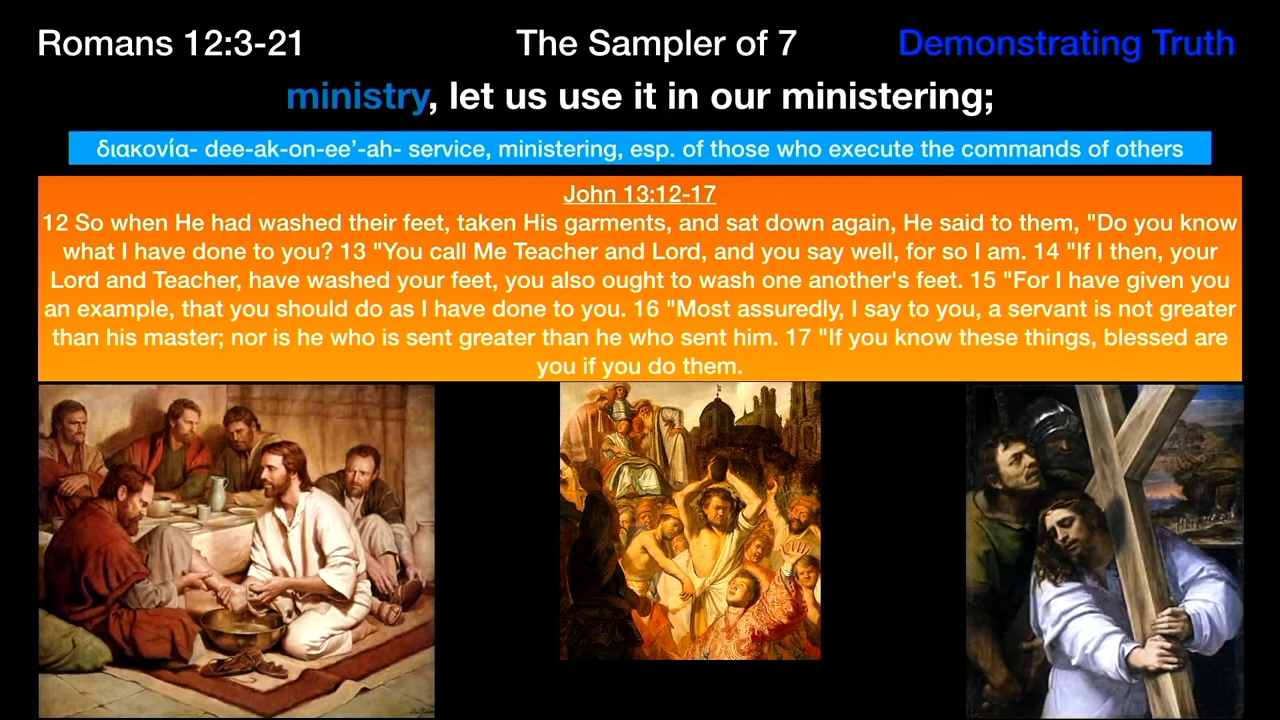 Romans 12:3-21
The Sampler of 7
Demonstrating Truth
ministry, let us use it in our ministering;
διακονία- dee-ak-on-ee’-ah- service, ministering, esp. of those who execute the commands of others
John 13:12-17
12 So when He had washed their feet, taken His garments, and sat down again, He said to them, "Do you know
what I have done to you? 13 "You call Me Teacher and Lord, and you say well, for so I am. 14 "If I then, your
Lord and Teacher, have washed your feet, you also ought to wash one another's feet. 15 "For I have given you
an example, that you should do as I have done to you. 16 "Most assuredly, I say to you, a servant is not greater
than his master; nor is he who is sent greater than he who sent him. 17 "If you know these things, blessed are
you if you do them.